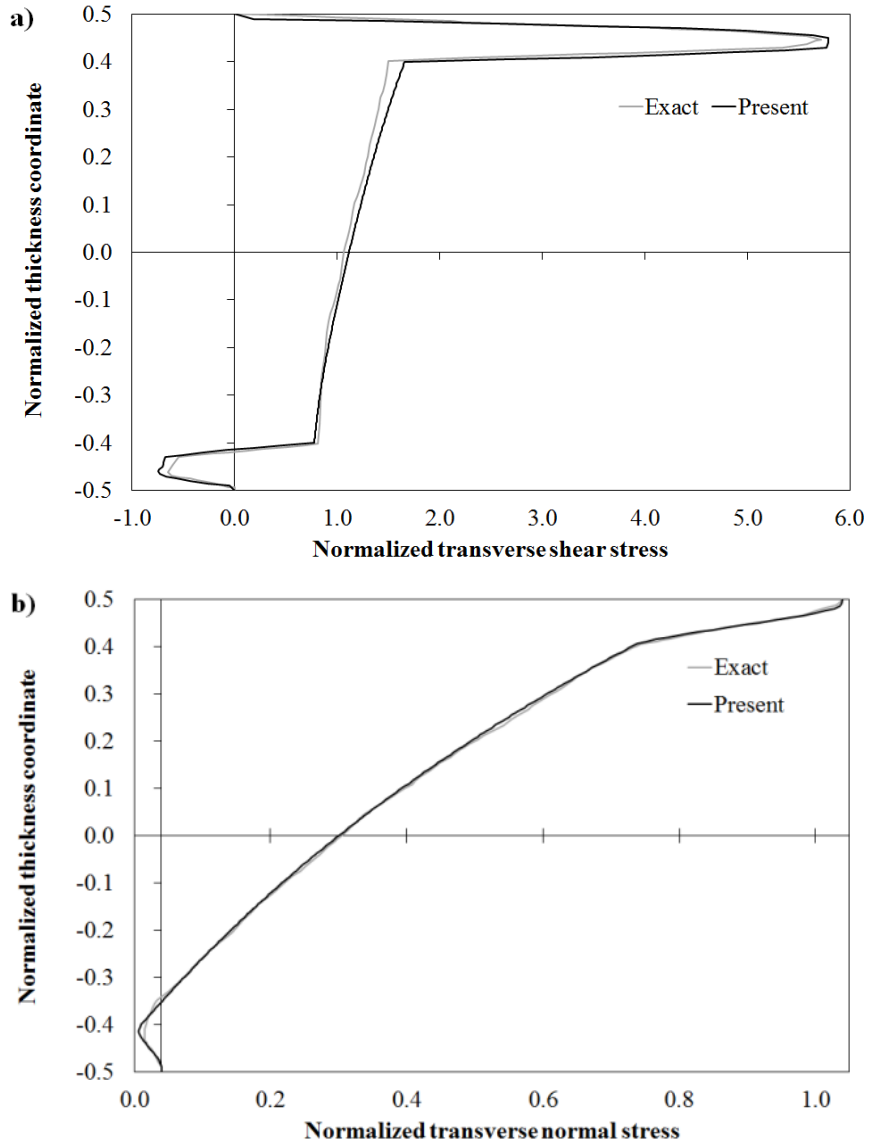 a)
Normalized thickness coordinate
0.5
0.4
0.3
0.2
0.1
0.0
-0.1
-0.2
-0.3
-0.4
-0.5
Exact
Present
-1.0 0.0 1.0 2.0 3.0 4.0 5.0 6.0
Normalized transverse shear stress
b)
Normalized thickness coordinate
0.5
0.4
0.3
0.2
0.1
0.0
-0.1
-0.2
-0.3
-0.4
-0.5
Exact
Present
0.0 0.2 0.4 0.6 0.8 1.0
Normalized transverse normal stress